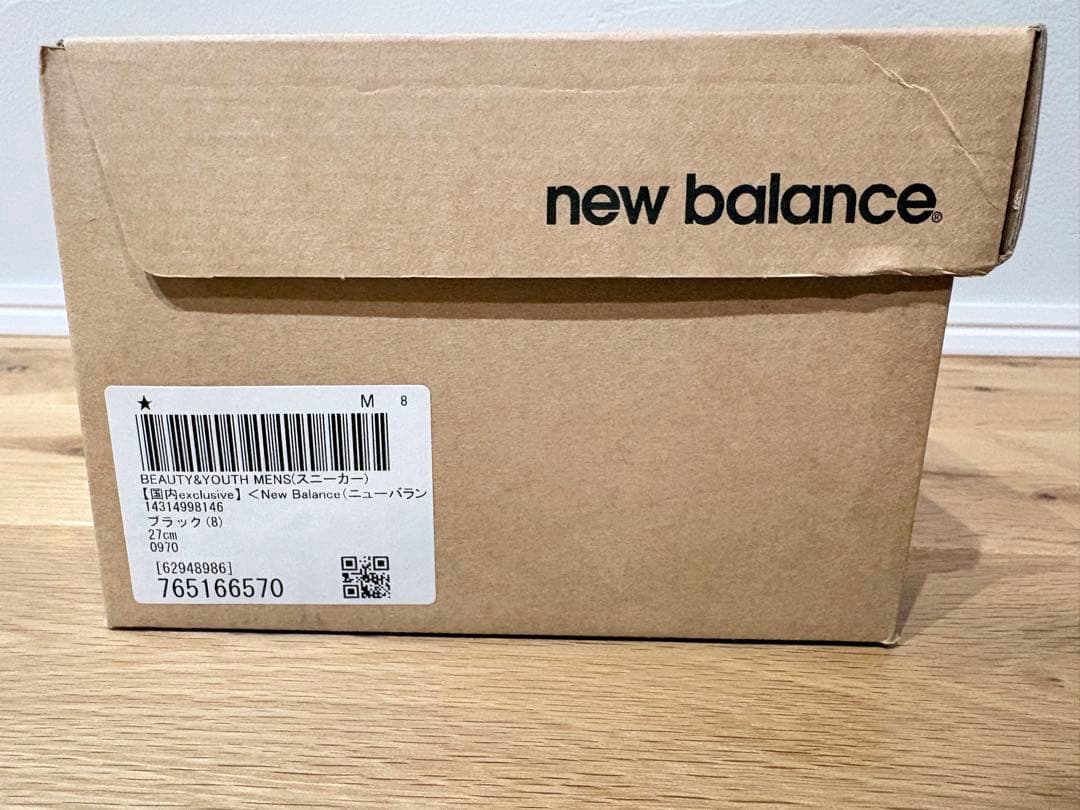 new balance®
★ M 8
BEAUTY&YOUTH MENS(スニーカー)
【国内exclusive】<New Balance(ニューバラン
14314998146
ブラック(8)
27cm
0970
[62948986]
765166570